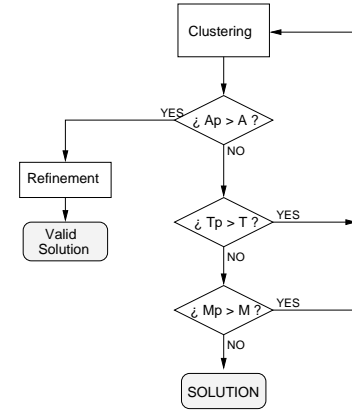 Clustering
YES
¿ Ap > A ?
NO
Refinement
Valid
Solution
¿ Tp > T ?
YES
NO
¿ Mp > M ?
YES
NO
SOLUTION